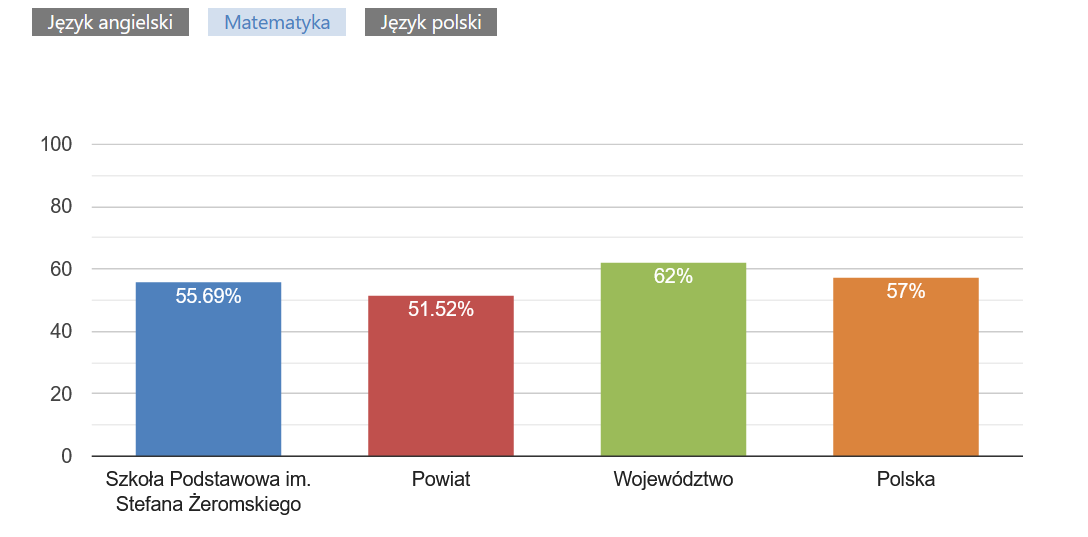 Język angielski Matematyka Język polski
100
80
60
40
20
0
55.69% 51.52% 62% 57%
Szkoła Podstawowa im. Powiat Województwo Polska
Stefana Żeromskiego